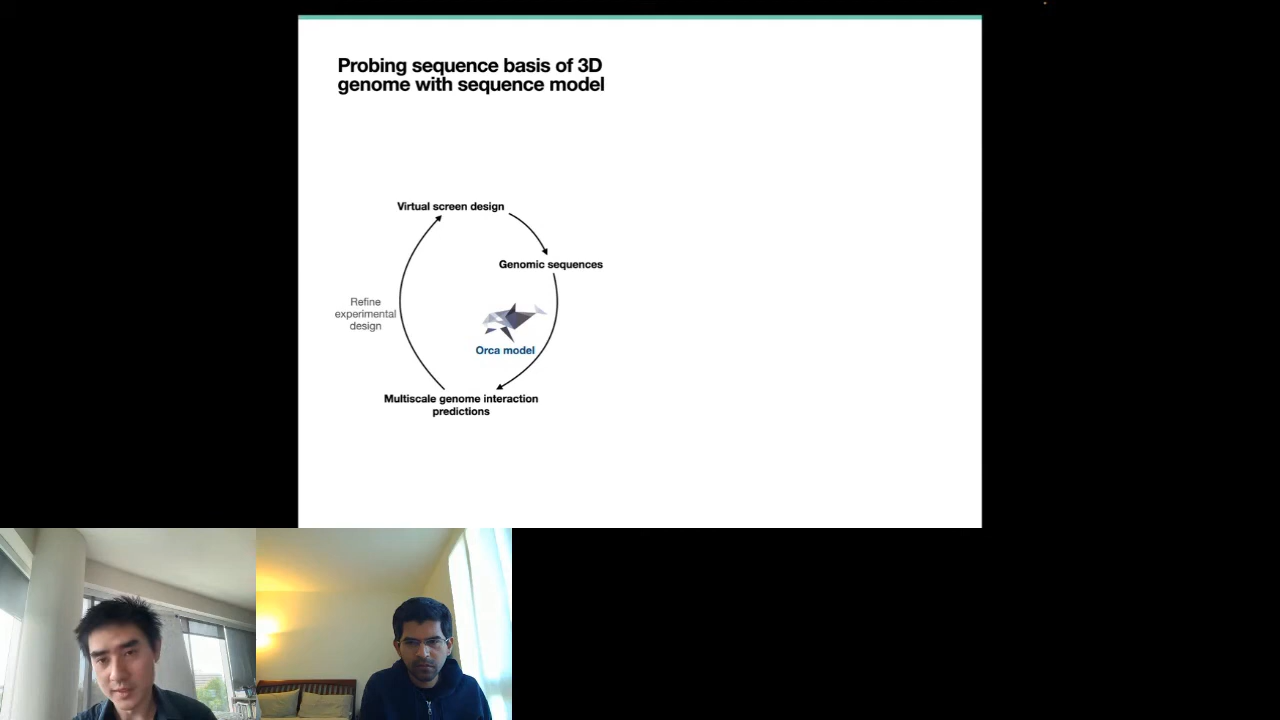 Probing sequence basis of 3D
genome with sequence model
Virtual screen design
Genomic sequences
Refine
experimental
design
Orca model
Multiscale genome interaction
predictions